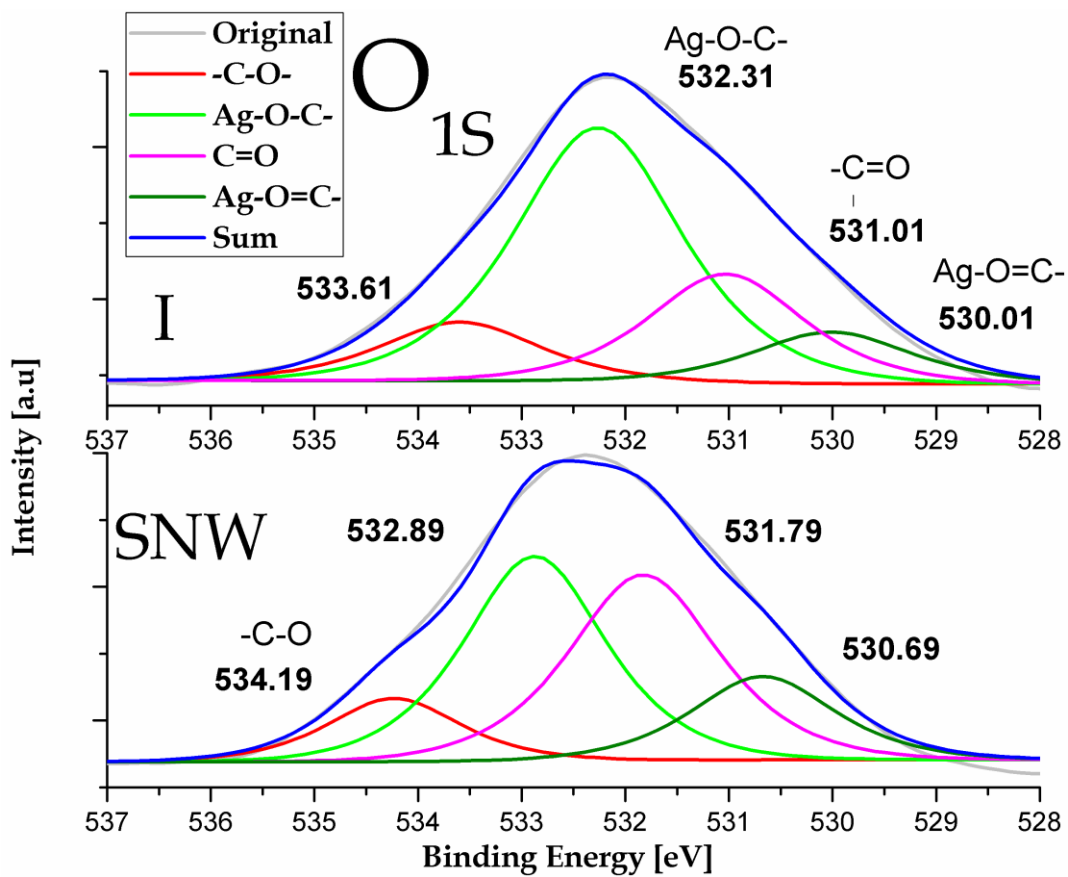 Original
-C-O-
Ag-O-C-
C=O
Ag-O=C-
Sum
O1S
Ag-O-C-
532.31
-C=O
531.01
Ag-O=C-
530.01
533.61
I
537 536 535 534 533 532 531 530 529 528
Intensity [a.u]
SNW
532.89
531.79
-C-O
534.19
530.69
537 536 535 534 533 532 531 530 529 528
Binding Energy [eV]